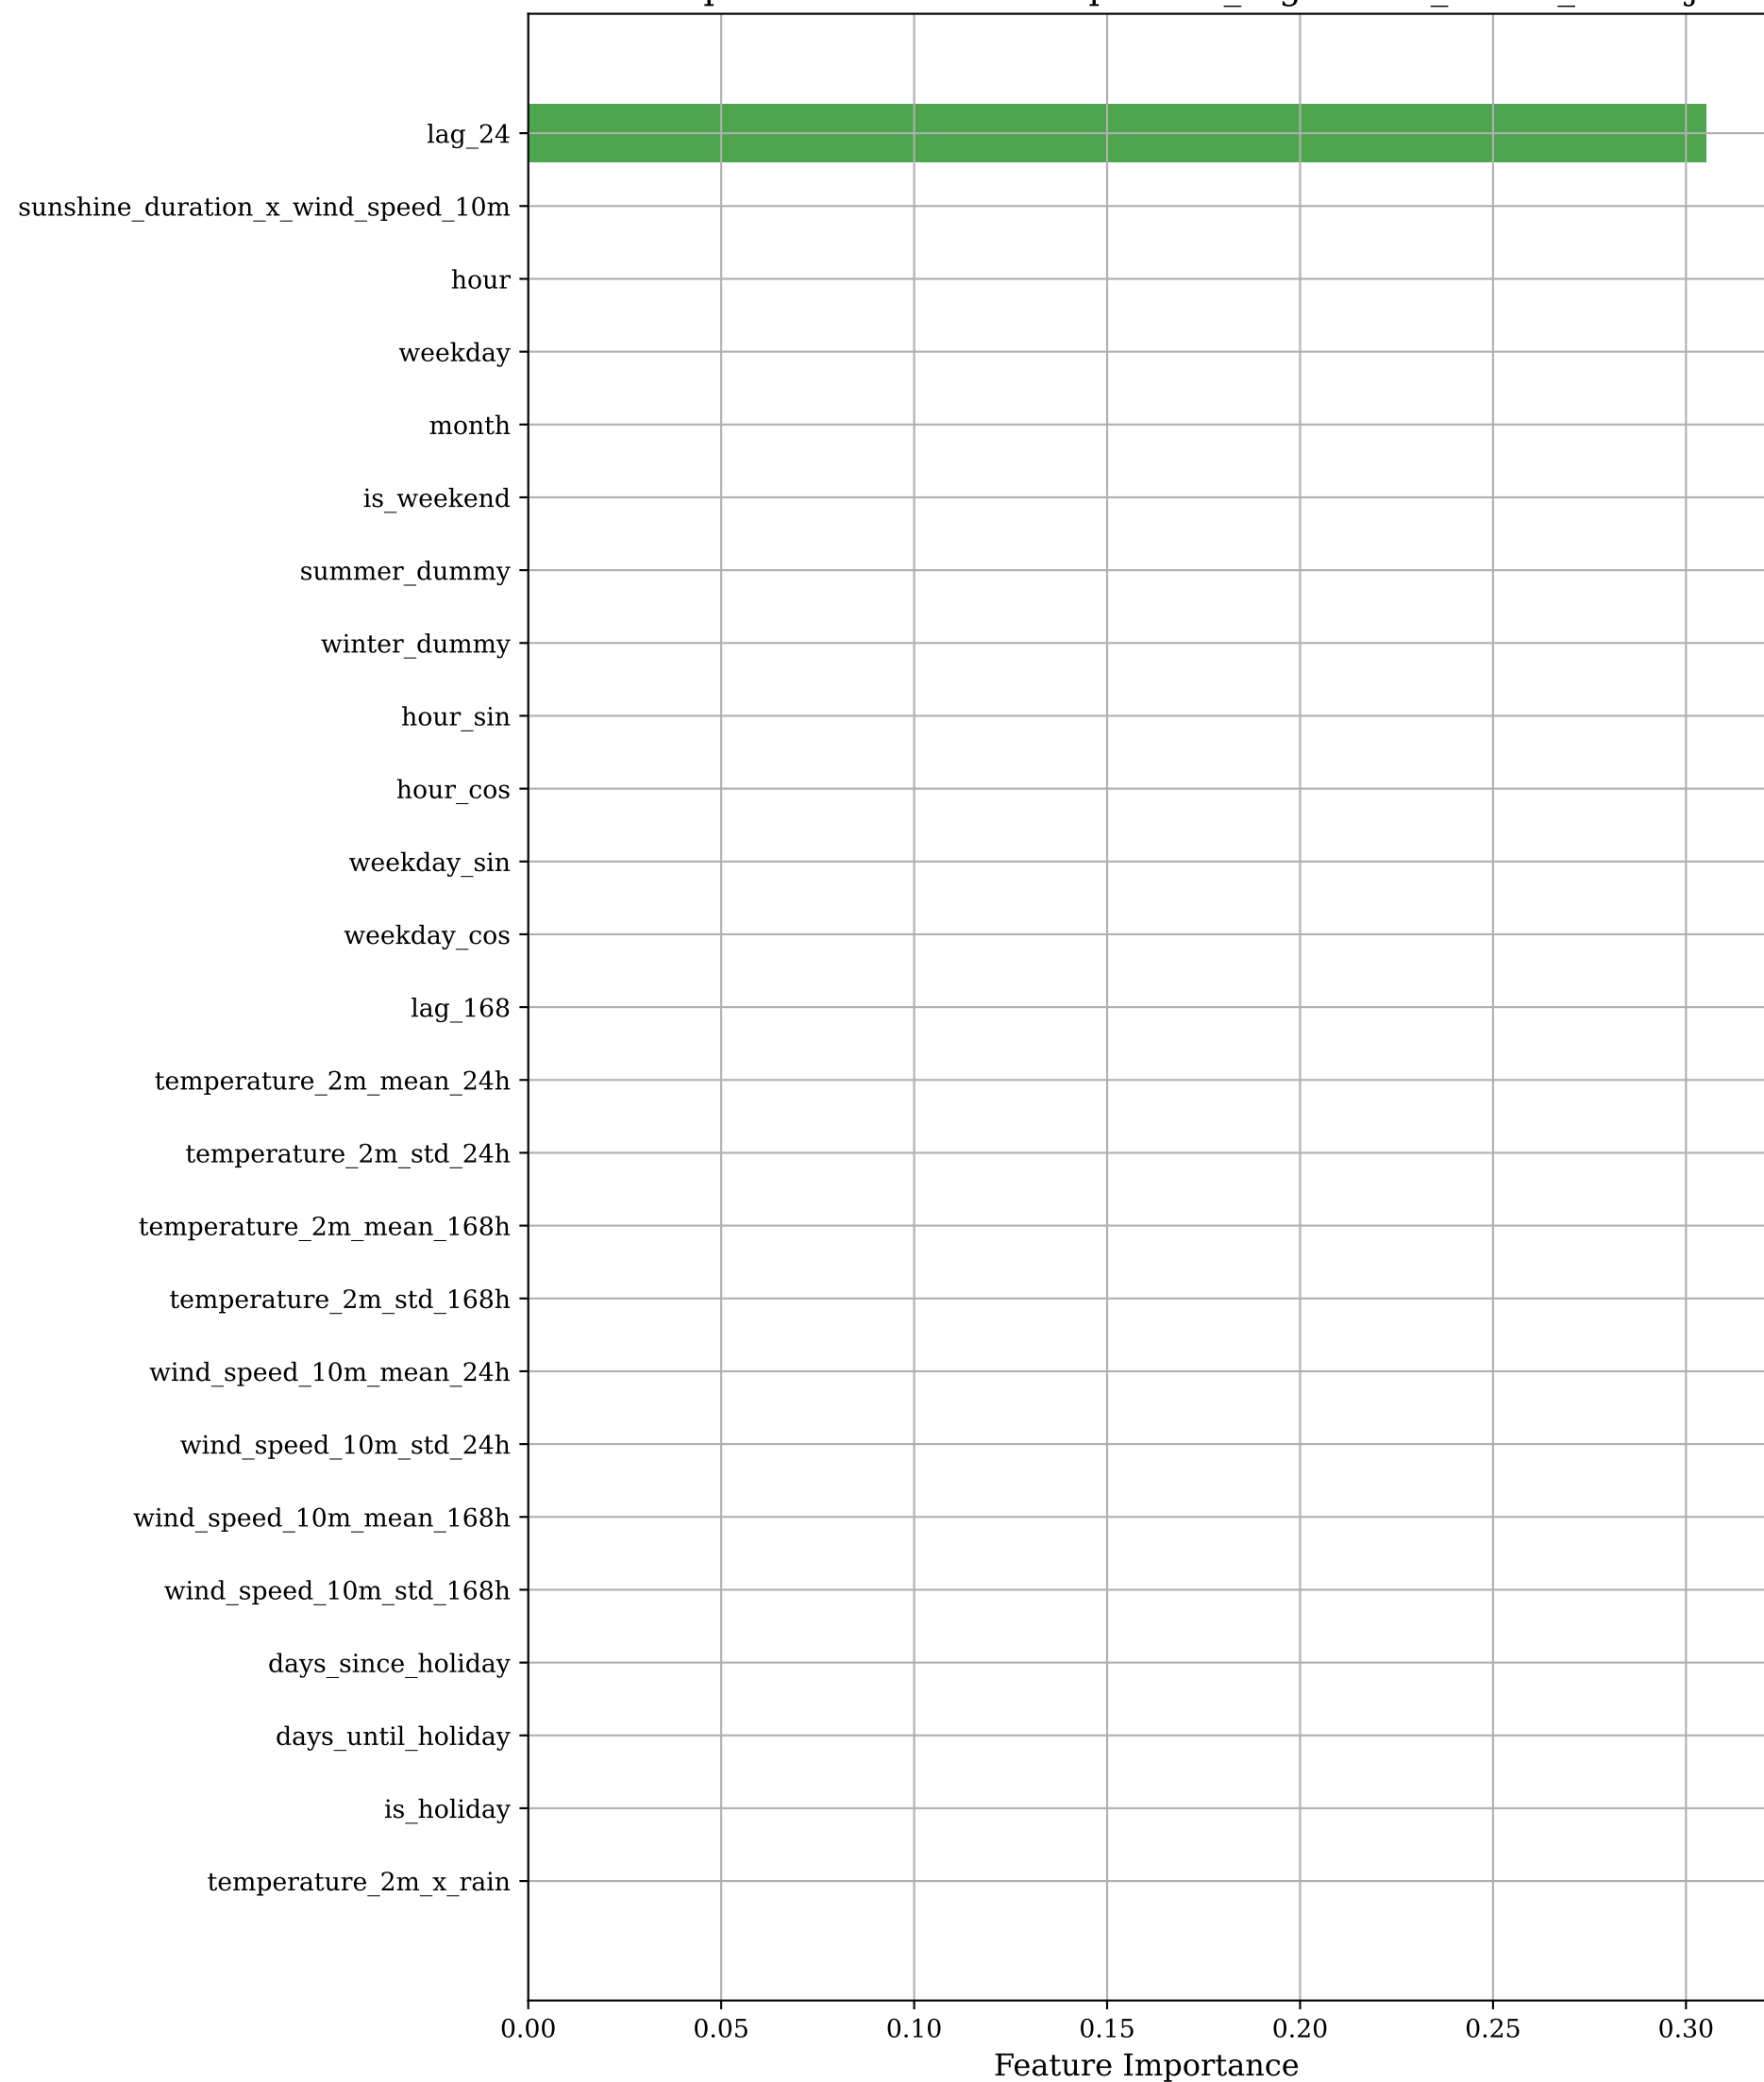 lag_24
sunshine_duration_x_wind_speed_10m
hour
weekday
month
is_weekend
summer_dummy
winter_dummy
hour_sin
hour_cos
weekday_sin
weekday_cos
lag_168
temperature_2m_mean_24h
temperature_2m_std_24h
temperature_2m_mean_168h
temperature_2m_std_168h
wind_speed_10m_mean_24h
wind_speed_10m_std_24h
wind_speed_10m_mean_168h
wind_speed_10m_std_168h
days_since_holiday
days_until_holiday
is_holiday
temperature_2m_x_rain
0.00 0.05 0.10 0.15 0.20 0.25 0.30
Feature Importance